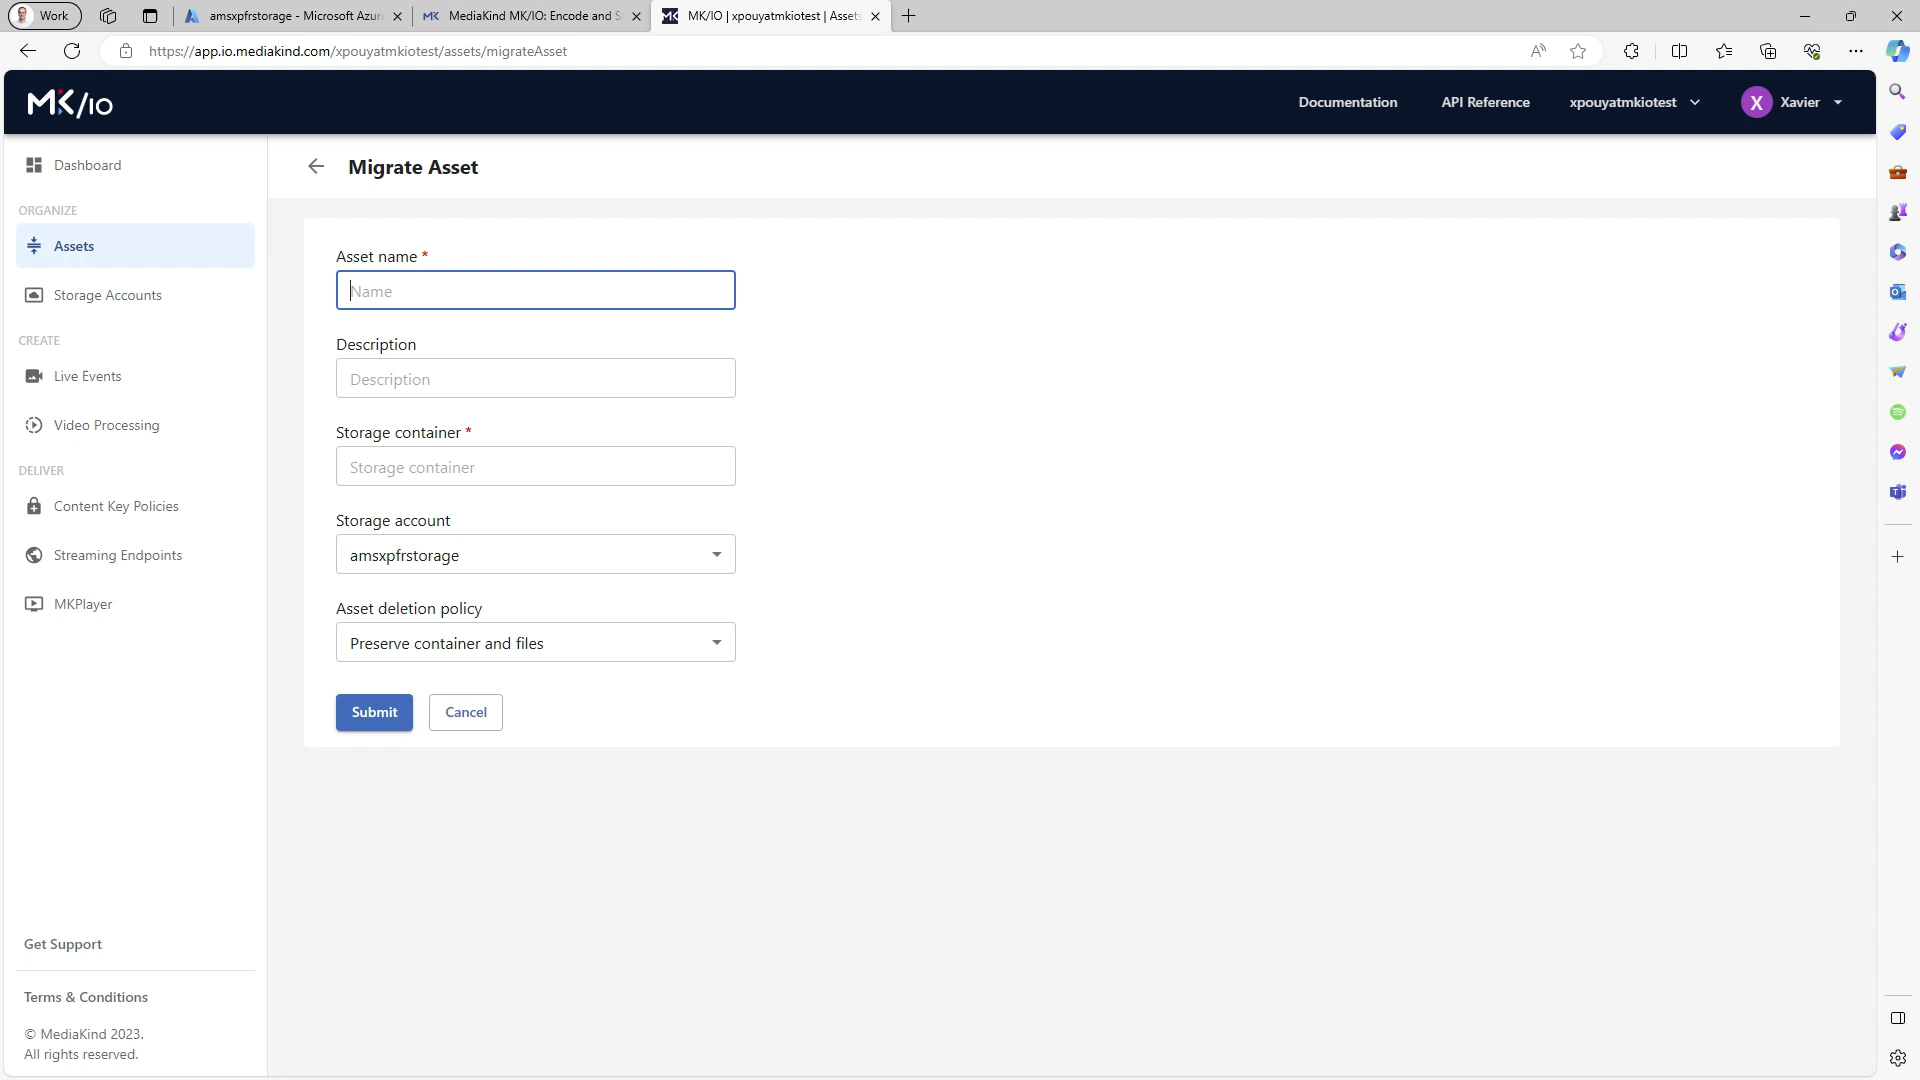 Work
amsxpfrstorage - Microsoft Azur
MediaKind MK/IO: Encode and S
MK/IO | xpouyatmkiotest | Assets
https://app.io.mediakind.com/xpouyatmkiotest/assets/migrateAsset
MK/IO
Documentation
API Reference
xpouyatmkiotest
X
Xavier
Dashboard
ORGANIZE
Assets
Storage Accounts
CREATE
Live Events
Video Processing
DELIVER
Content Key Policies
Streaming Endpoints
MKPlayer
Get Support
Terms & Conditions
© MediaKind 2023.
All rights reserved.
Migrate Asset
Asset name *
Name
Description
Description
Storage container *
Storage container
Storage account
amsxpfrstorage
Asset deletion policy
Preserve container and files
Submit
Cancel